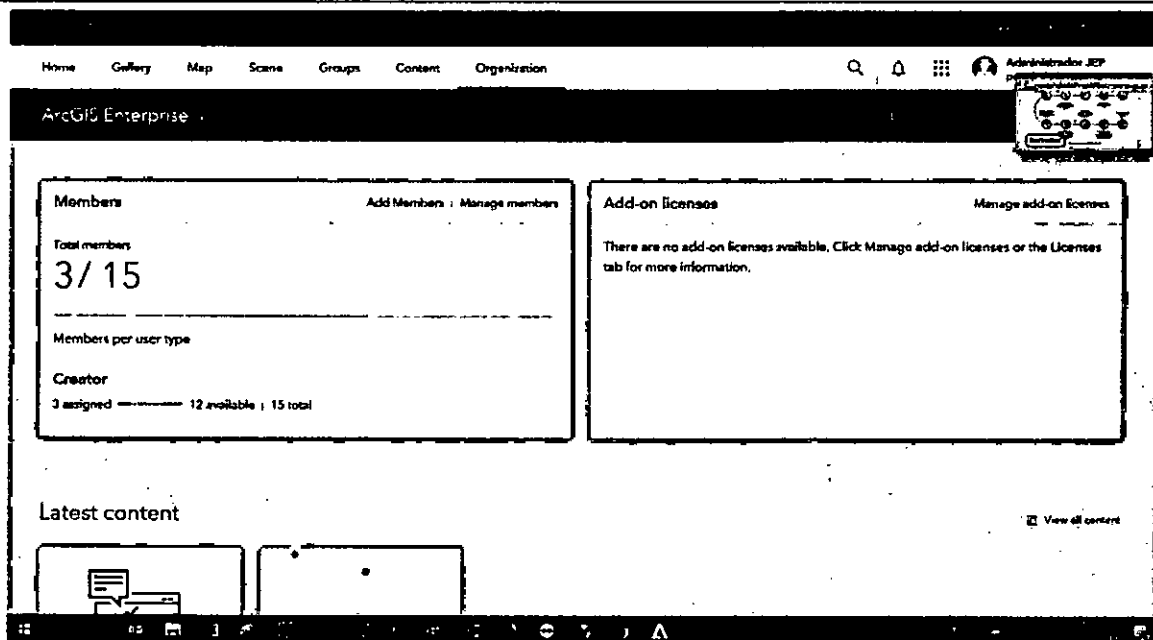 Home Gallery Map Scene Groups Content Organization
Administrador JEP
ArcGIS Enterprise
Members Add Members Manage members
Total members
3/ 15
Members per user type
Creator
3 assigned 12 available | 15 total
Add-on licenses Manage add-on licenses
There are no add-on licenses available. Click Manage add-on licenses or the Licenses
tab for more information.
Latest content View all content